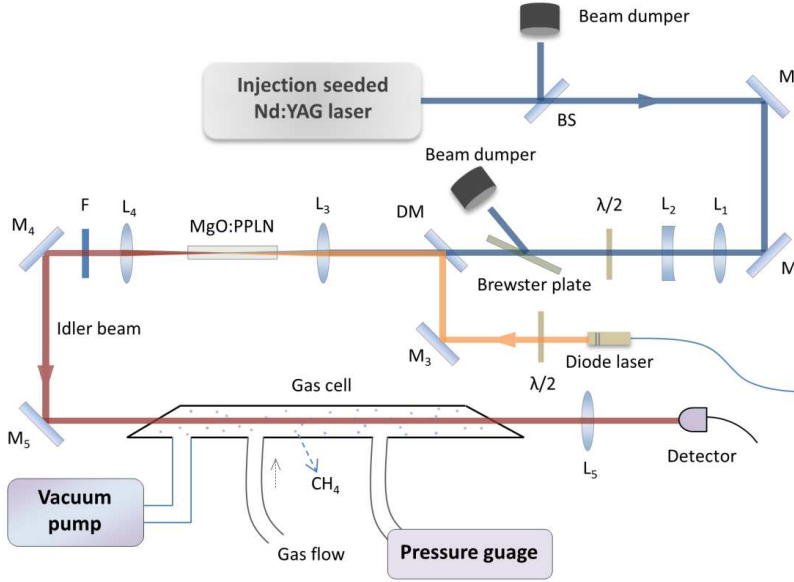 Beam dumper
Injection seeded
Nd:YAG laser
BS
M
Beam dumper
M₄
F
L₄
MgO:PPLN
L₃
DM
λ/2
L₂
L₁
M
Brewster plate
Idler beam
M₃
λ/2
Diode laser
Gas cell
M₅
CH₄
L₅
Detector
Vacuum
pump
Gas flow
Pressure guage